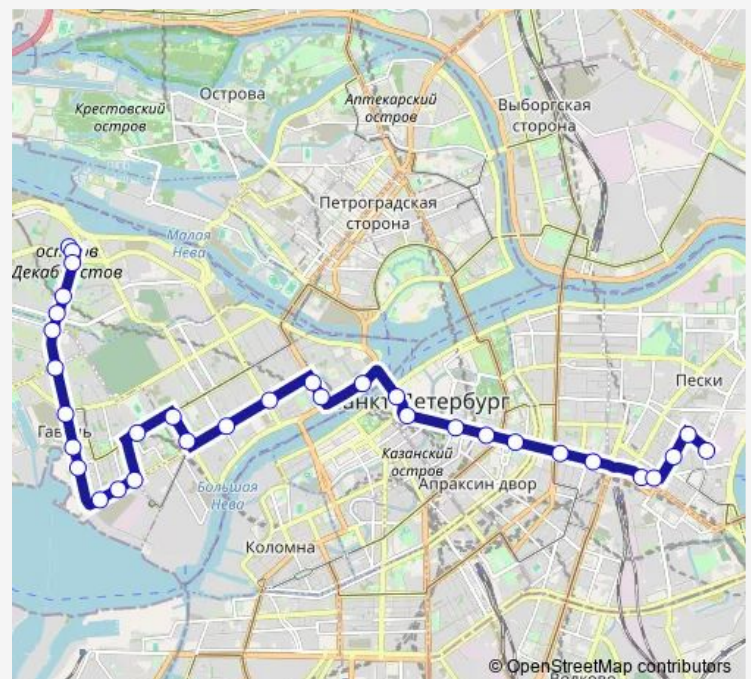 Острова
Крестовский
остров
Аптекарский
остров
Выборгская
сторона
Петроградская
сторона
Малая
Нева
Декаб
стов
Пески
Казанский
остров
Апраксин двор
Большая
Нева
Коломна
© OpenStreetMap contributors